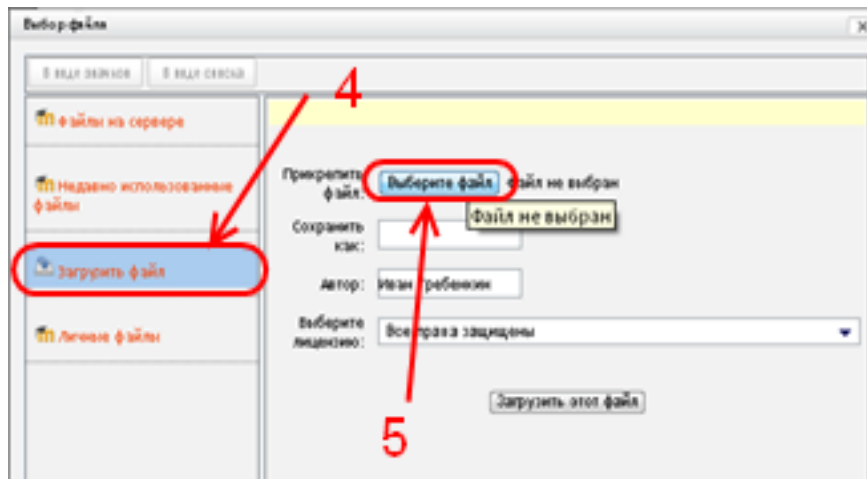 Выбор файла
В виде значков
В виде списка
4
Файлы на сервере
Недавно использованные
файлы
Загрузить файл
Личные файлы
Прикрепить
файл:
Выберите файл
Файл не выбран
Файл не выбран
Сохранить
как:
Автор:
Иван Гребенкин
Выберите
лицензию:
Все права защищены
Загрузить этот файл
5